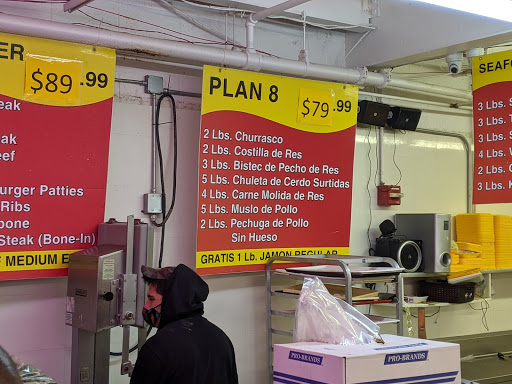 ER
$89.99
eak
ak
eef
urger Patties
Ribs
bone
Steak (Bone-In)
F MEDIUM E
PLAN 8
$79.99
2 Lbs. Churrasco
2 Lbs. Costilla de Res
3 Lbs. Bistec de Pecho de Res
5 Lbs. Chuleta de Cerdo Surtidas
4 Lbs. Carne Molida de Res
5 Lbs. Muslo de Pollo
2 Lbs. Pechuga de Pollo
Sin Hueso
GRATIS 1 Lb. JAMON REGULAR
SEAFO
3 Lbs.
3 Lbs.
3 Lbs.
4 Lbs.
2 Lbs.
3 Lbs.
PRO-BRANDS
PRO-BRANDS